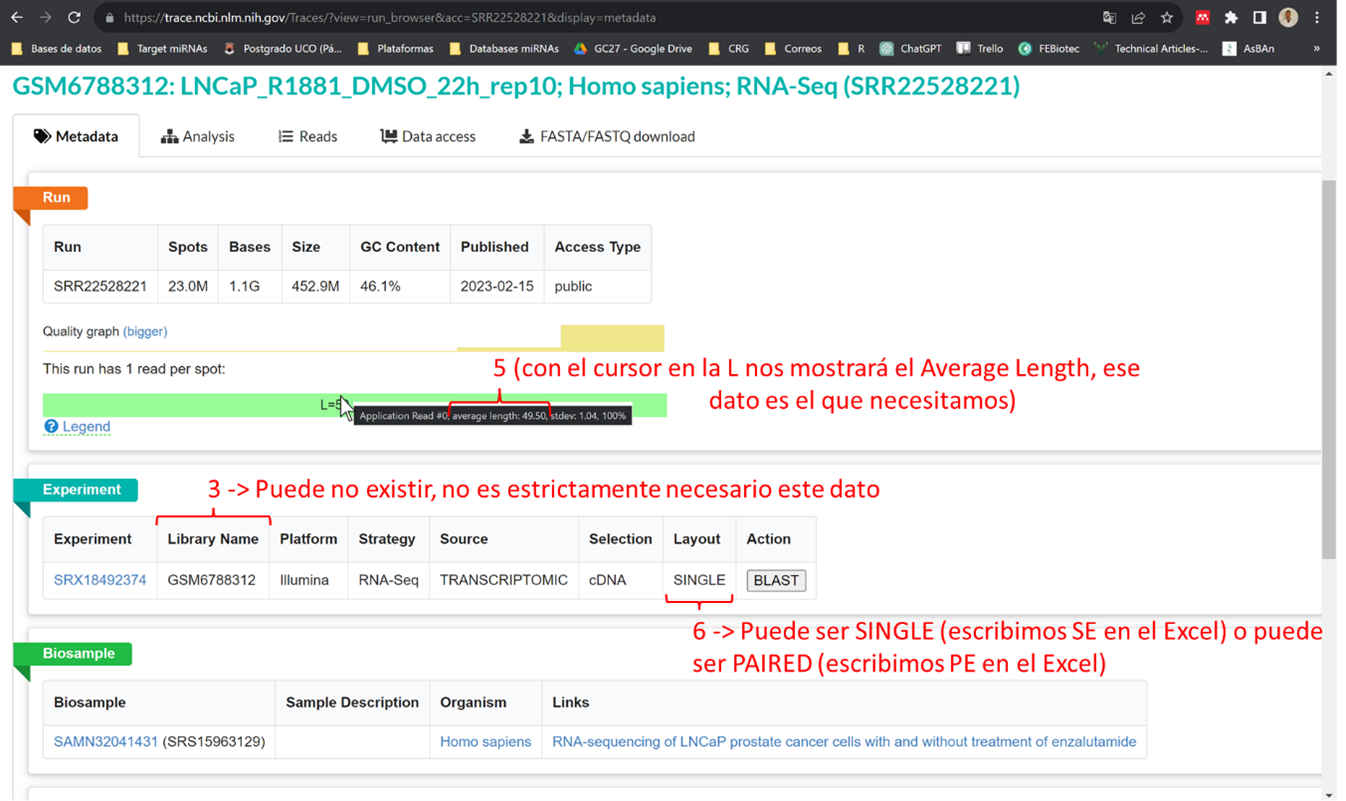 https://trace.ncbi.nlm.nih.gov/Traces/?view=run_browser&acc=SRR22528221&display=metadata
Bases de datos Target miRNAs Postgrado UCO (Pá... Plataformas Databases miRNAs GC27 - Google Drive CRG Correos R ChatGPT Trello FEBiotec Technical Articles-... AsBAn »
GSM6788312: LNCaP_R1881_DMSO_22h_rep10; Homo sapiens; RNA-Seq (SRR22528221)
Metadata Analysis Reads Data access FASTA/FASTQ download
Run
Run Spots Bases Size GC Content Published Access Type
SRR22528221 23.0M 1.1G 452.9M 46.1% 2023-02-15 public
Quality graph (bigger)
This run has 1 read per spot:
5 (con el cursor en la L nos mostrará el Average Length, ese
dato es el que necesitamos)
L=5
Application Read #0, average length: 49.50, stdev: 1.04, 100%
? Legend
Experiment
3 -> Puede no existir, no es estrictamente necesario este dato
Experiment Library Name Platform Strategy Source Selection Layout Action
SRX18492374 GSM6788312 Illumina RNA-Seq TRANSCRIPTOMIC cDNA SINGLE BLAST
6 -> Puede ser SINGLE (escribimos SE en el Excel) o puede
ser PAIRED (escribimos PE en el Excel)
Biosample
Biosample Sample Description Organism Links
SAMN32041431 (SRS15963129) Homo sapiens RNA-sequencing of LNCaP prostate cancer cells with and without treatment of enzalutamide